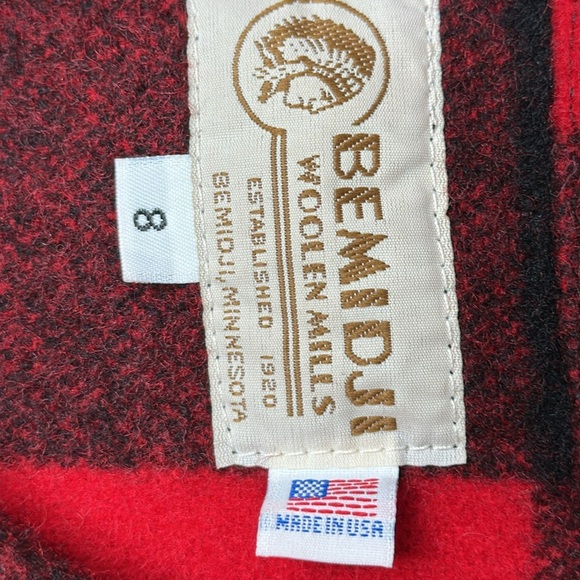 BEMIDJI
WOOLEN MILLS
ESTABLISHED 1920
BEMIDJI, MINNESOTA
8
MADE IN USA